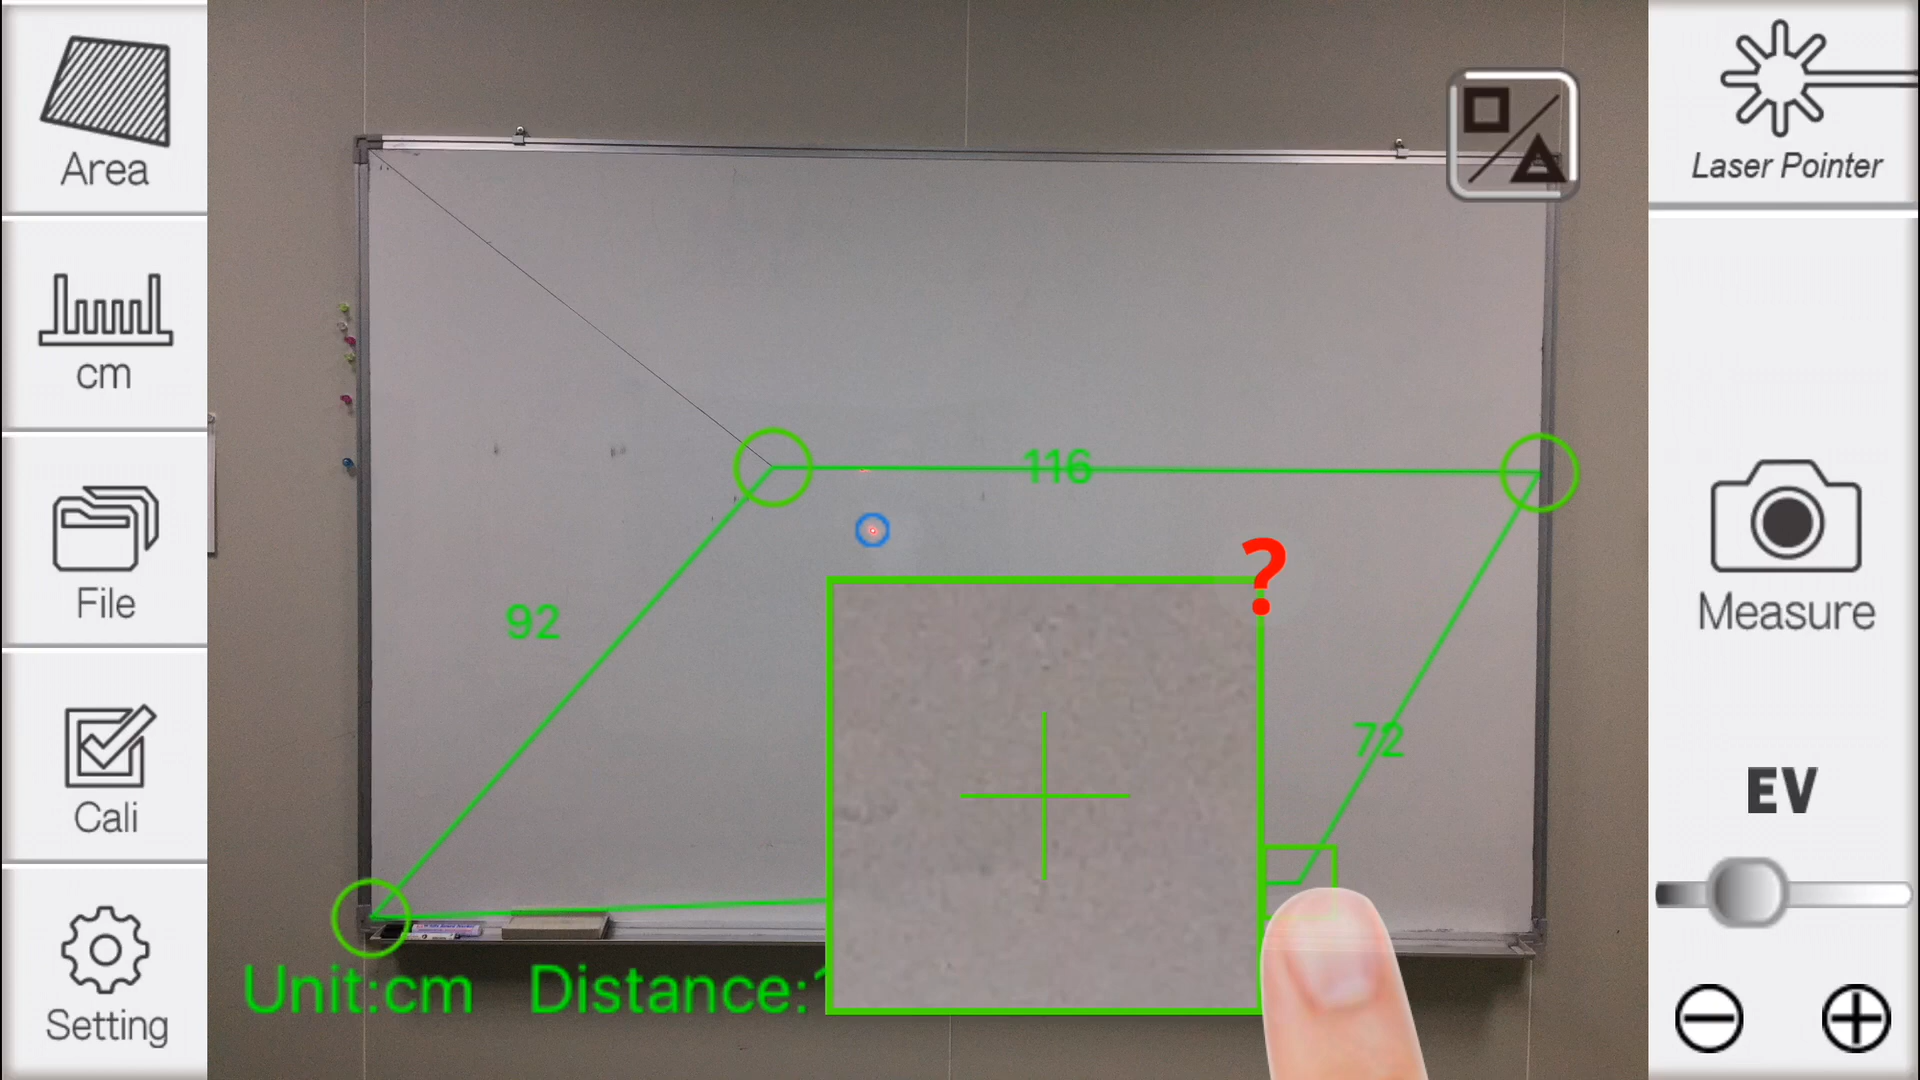 Area
Laser Pointer
cm
116
?
File
92
Measure
72
EV
Cali
Unit:cm Distance:
Setting